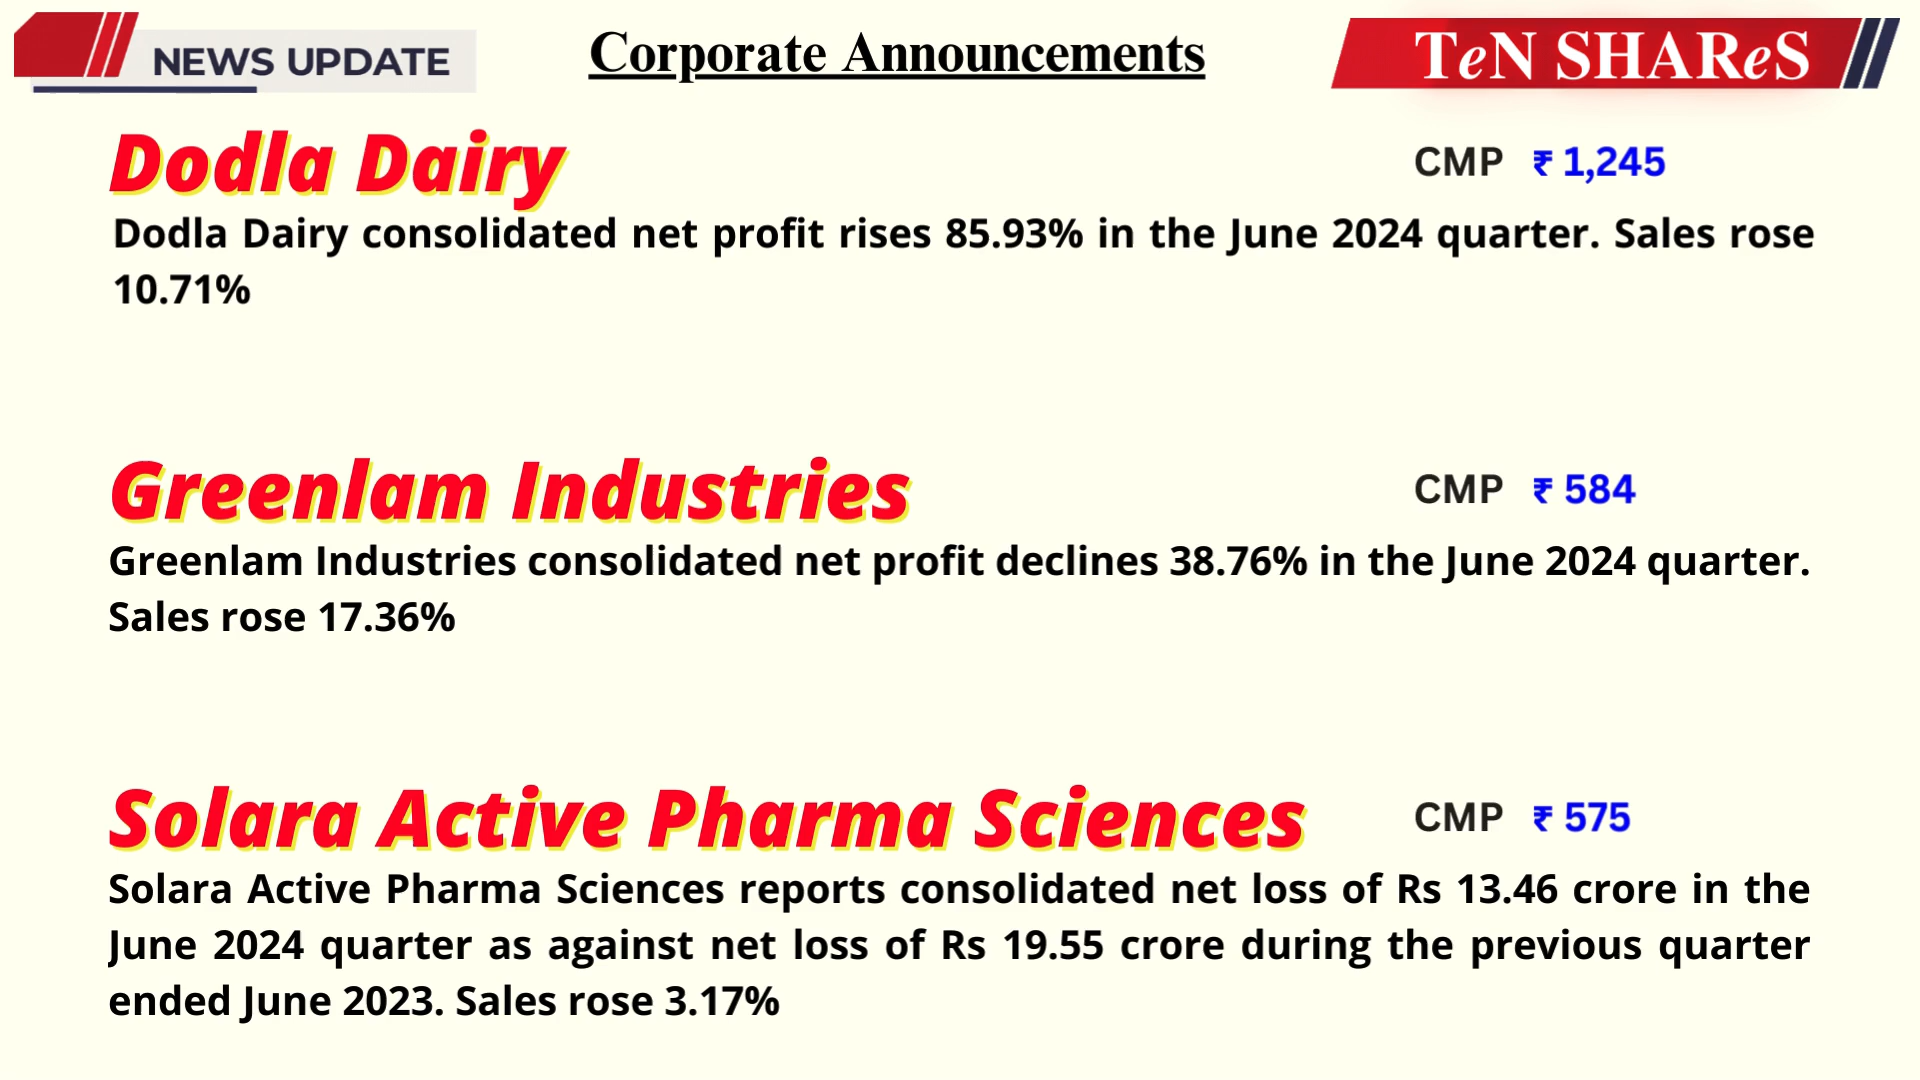 NEWS UPDATE
Corporate Announcements
TeN SHAReS
Dodla Dairy
CMP ₹ 1,245
Dodla Dairy consolidated net profit rises 85.93% in the June 2024 quarter. Sales rose
10.71%
Greenlam Industries
CMP ₹ 584
Greenlam Industries consolidated net profit declines 38.76% in the June 2024 quarter.
Sales rose 17.36%
Solara Active Pharma Sciences
CMP ₹ 575
Solara Active Pharma Sciences reports consolidated net loss of Rs 13.46 crore in the
June 2024 quarter as against net loss of Rs 19.55 crore during the previous quarter
ended June 2023. Sales rose 3.17%